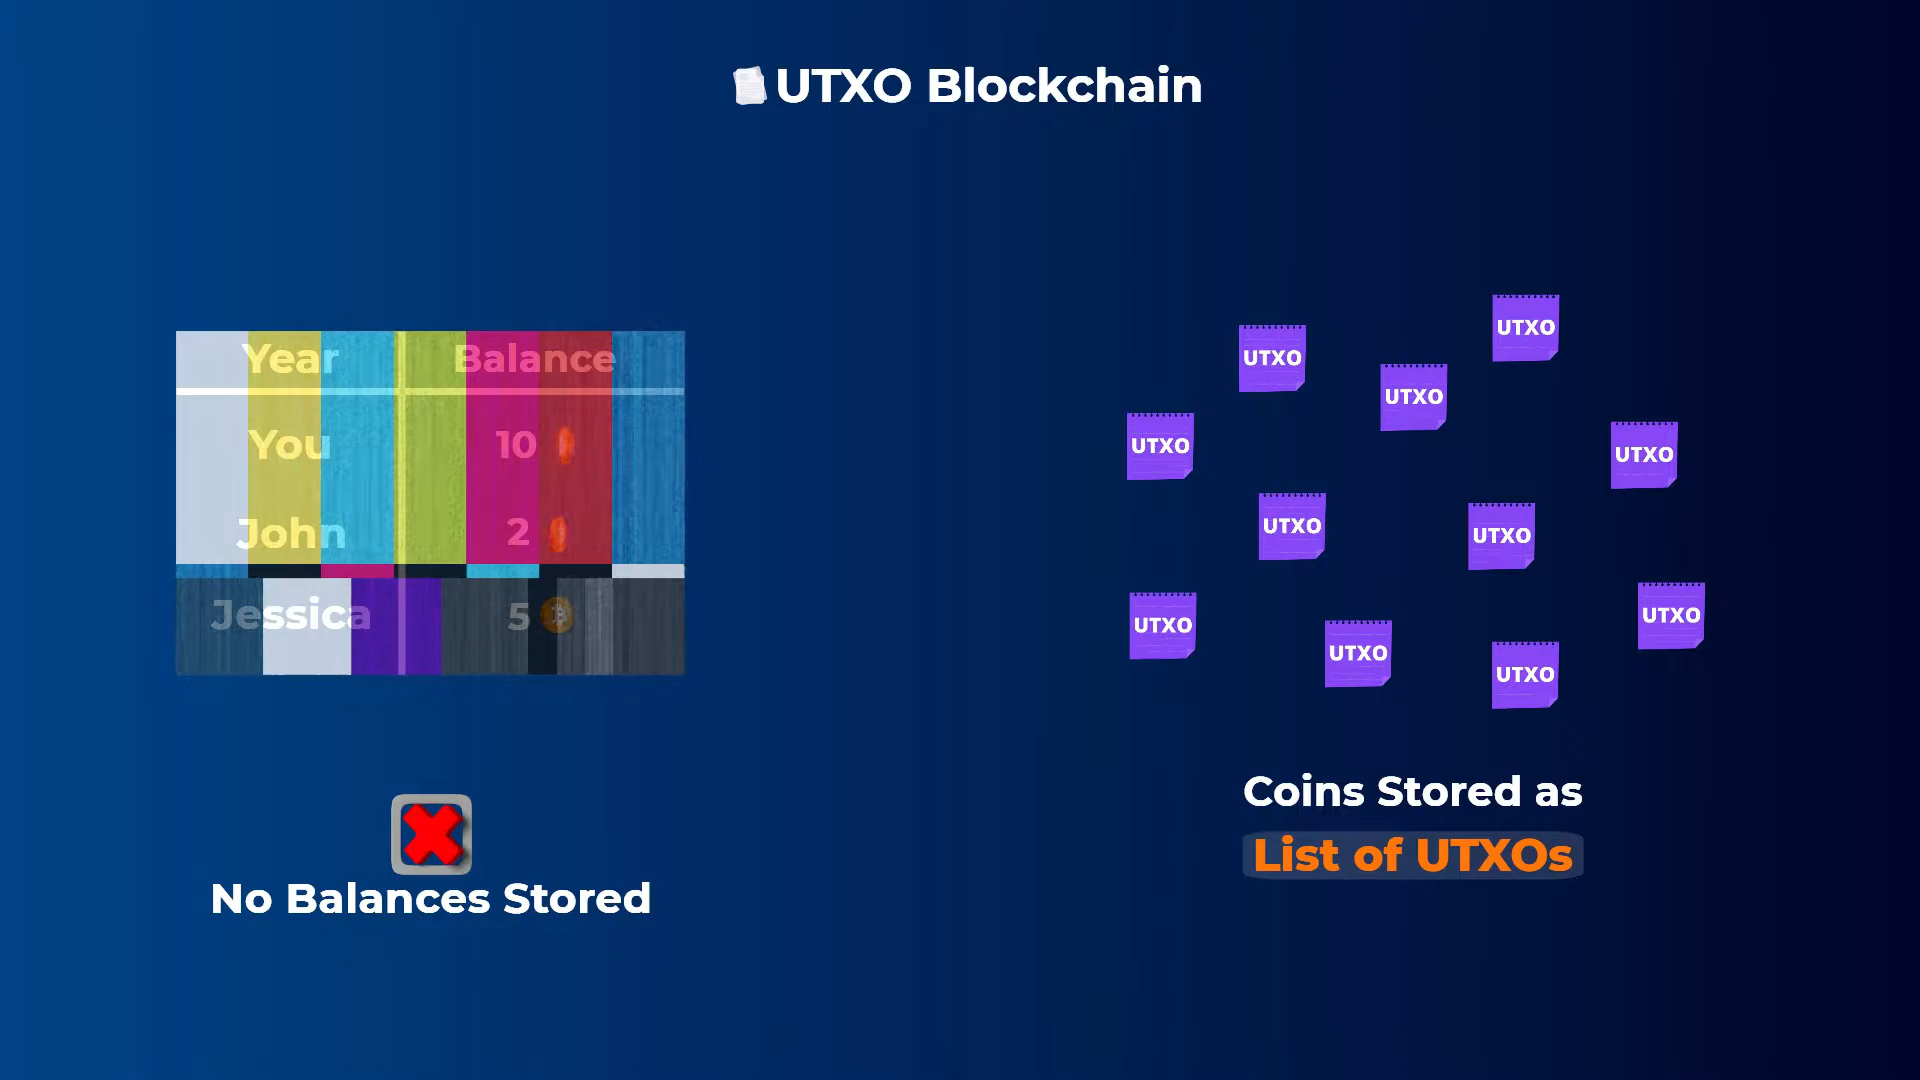 UTXO Blockchain
Year Balance
You 10
John 2
Jessica 5
No Balances Stored
UTXO
UTXO
UTXO
UTXO
UTXO
UTXO
UTXO
UTXO
UTXO
UTXO
UTXO
Coins Stored as
List of UTXOs